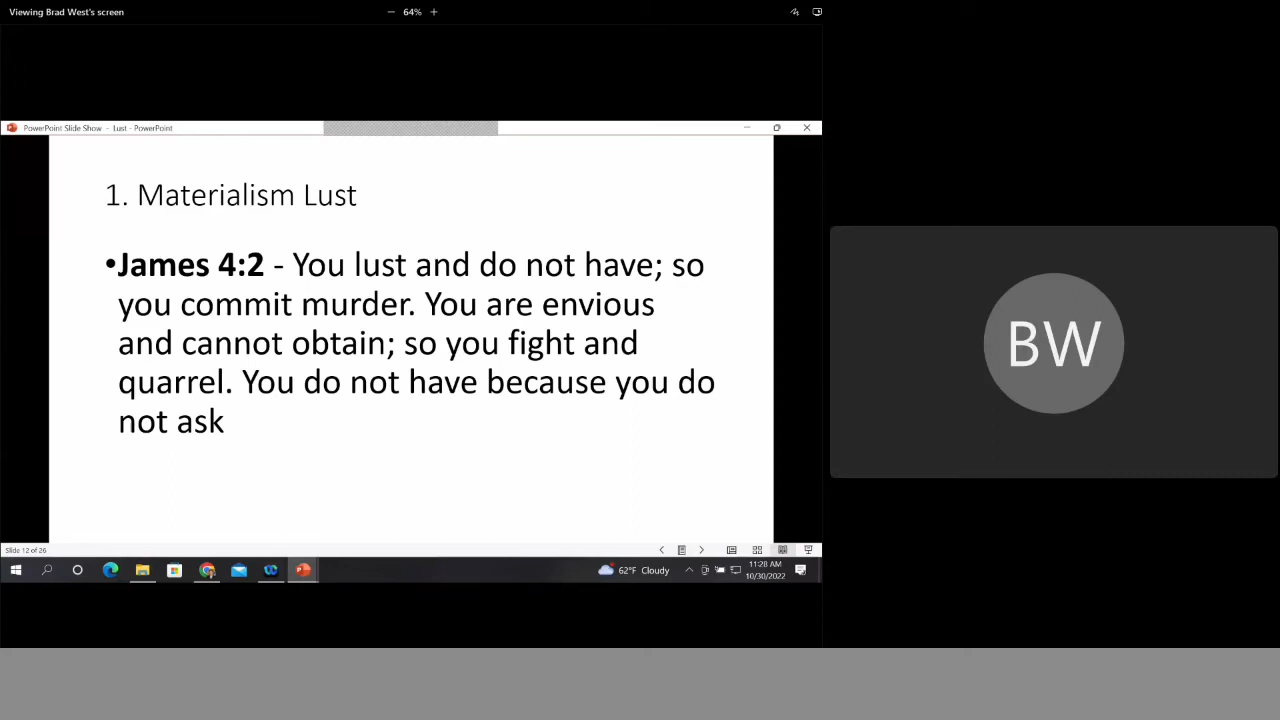 Viewing Brad West's screen
64%
PowerPoint Slide Show - Lust - PowerPoint
1. Materialism Lust
•James 4:2 - You lust and do not have; so
you commit murder. You are envious
and cannot obtain; so you fight and
quarrel. You do not have because you do
not ask
BW
Slide 12 of 26
62°F Cloudy
11:28 AM
10/30/2022